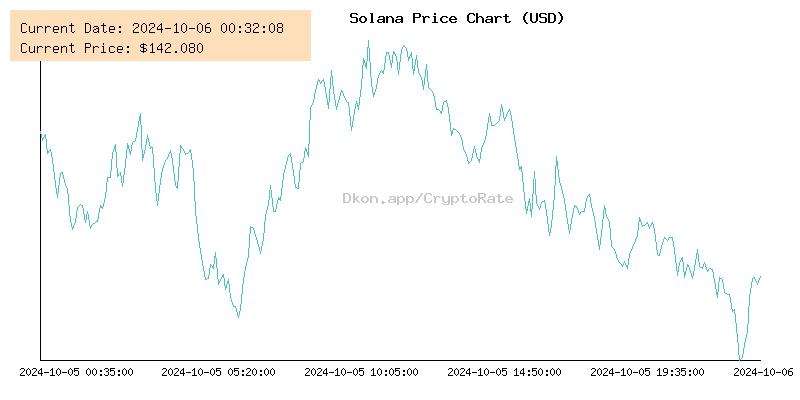 Solana Price Chart (USD)
Current Date: 2024-10-06 00:32:08
Current Price: $142.080
Dkon.app/CryptoRate
2024-10-05 00:35:00 2024-10-05 05:20:00 2024-10-05 10:05:00 2024-10-05 14:50:00 2024-10-05 19:35:00 2024-10-06